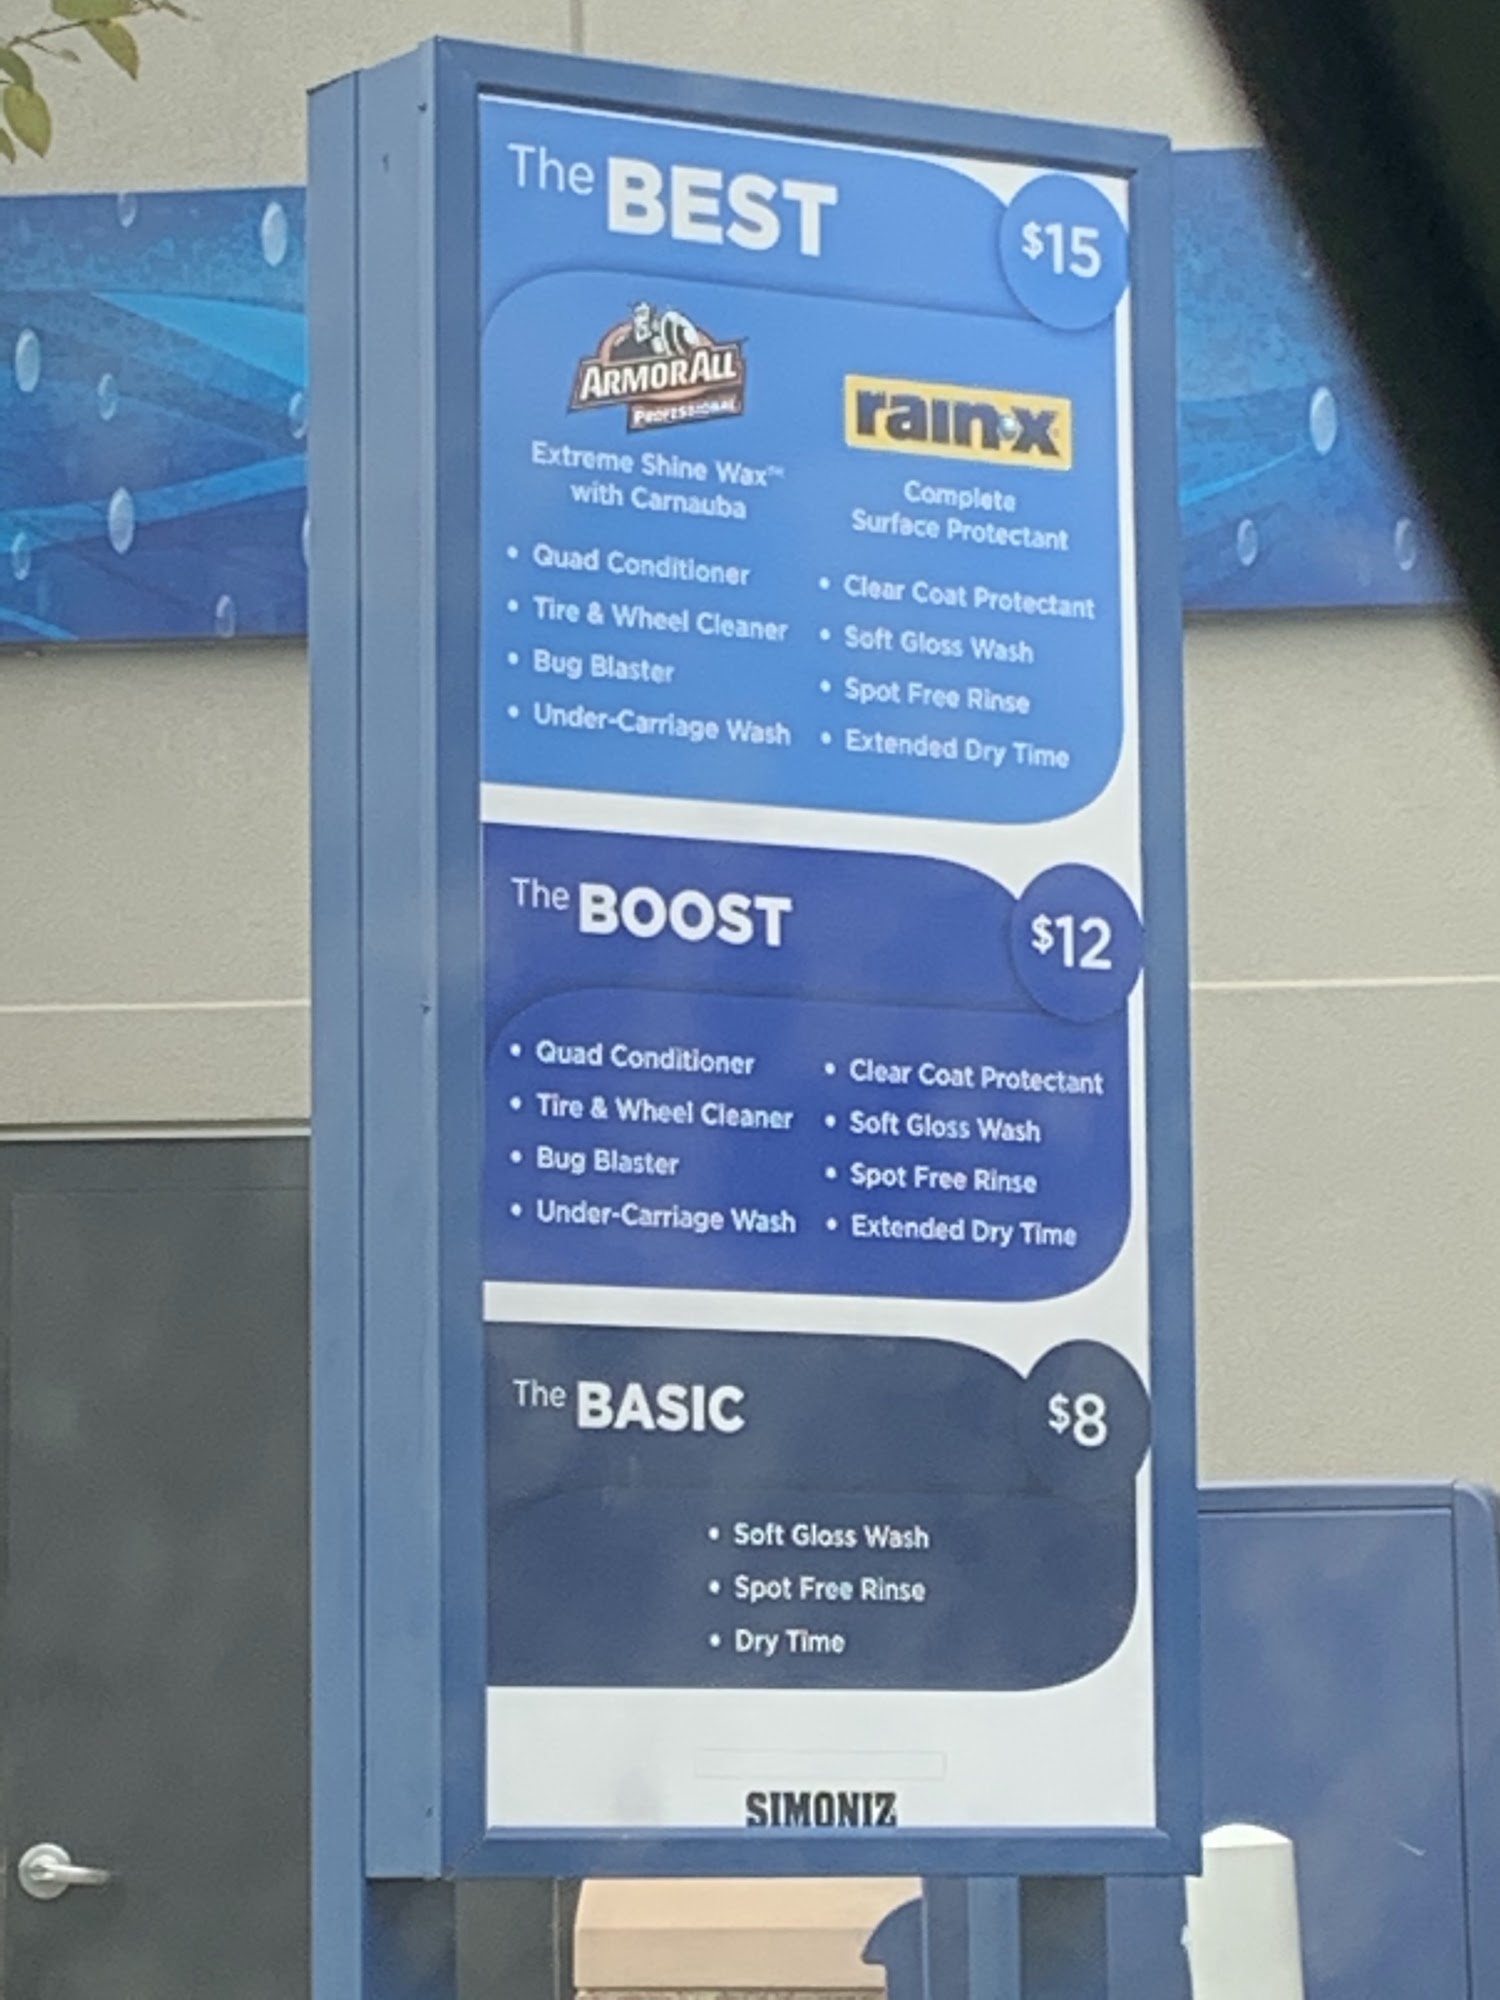 The BEST
$15
ARMORALL
PROFESSIONAL
Extreme Shine Wax™
with Carnauba
• Quad Conditioner
• Tire & Wheel Cleaner
• Bug Blaster
• Under-Carriage Wash
rain-x
Complete
Surface Protectant
• Clear Coat Protectant
• Soft Gloss Wash
• Spot Free Rinse
• Extended Dry Time
The BOOST
$12
• Quad Conditioner
• Tire & Wheel Cleaner
• Bug Blaster
• Under-Carriage Wash
• Clear Coat Protectant
• Soft Gloss Wash
• Spot Free Rinse
• Extended Dry Time
The BASIC
$8
• Soft Gloss Wash
• Spot Free Rinse
• Dry Time
SIMONIZ